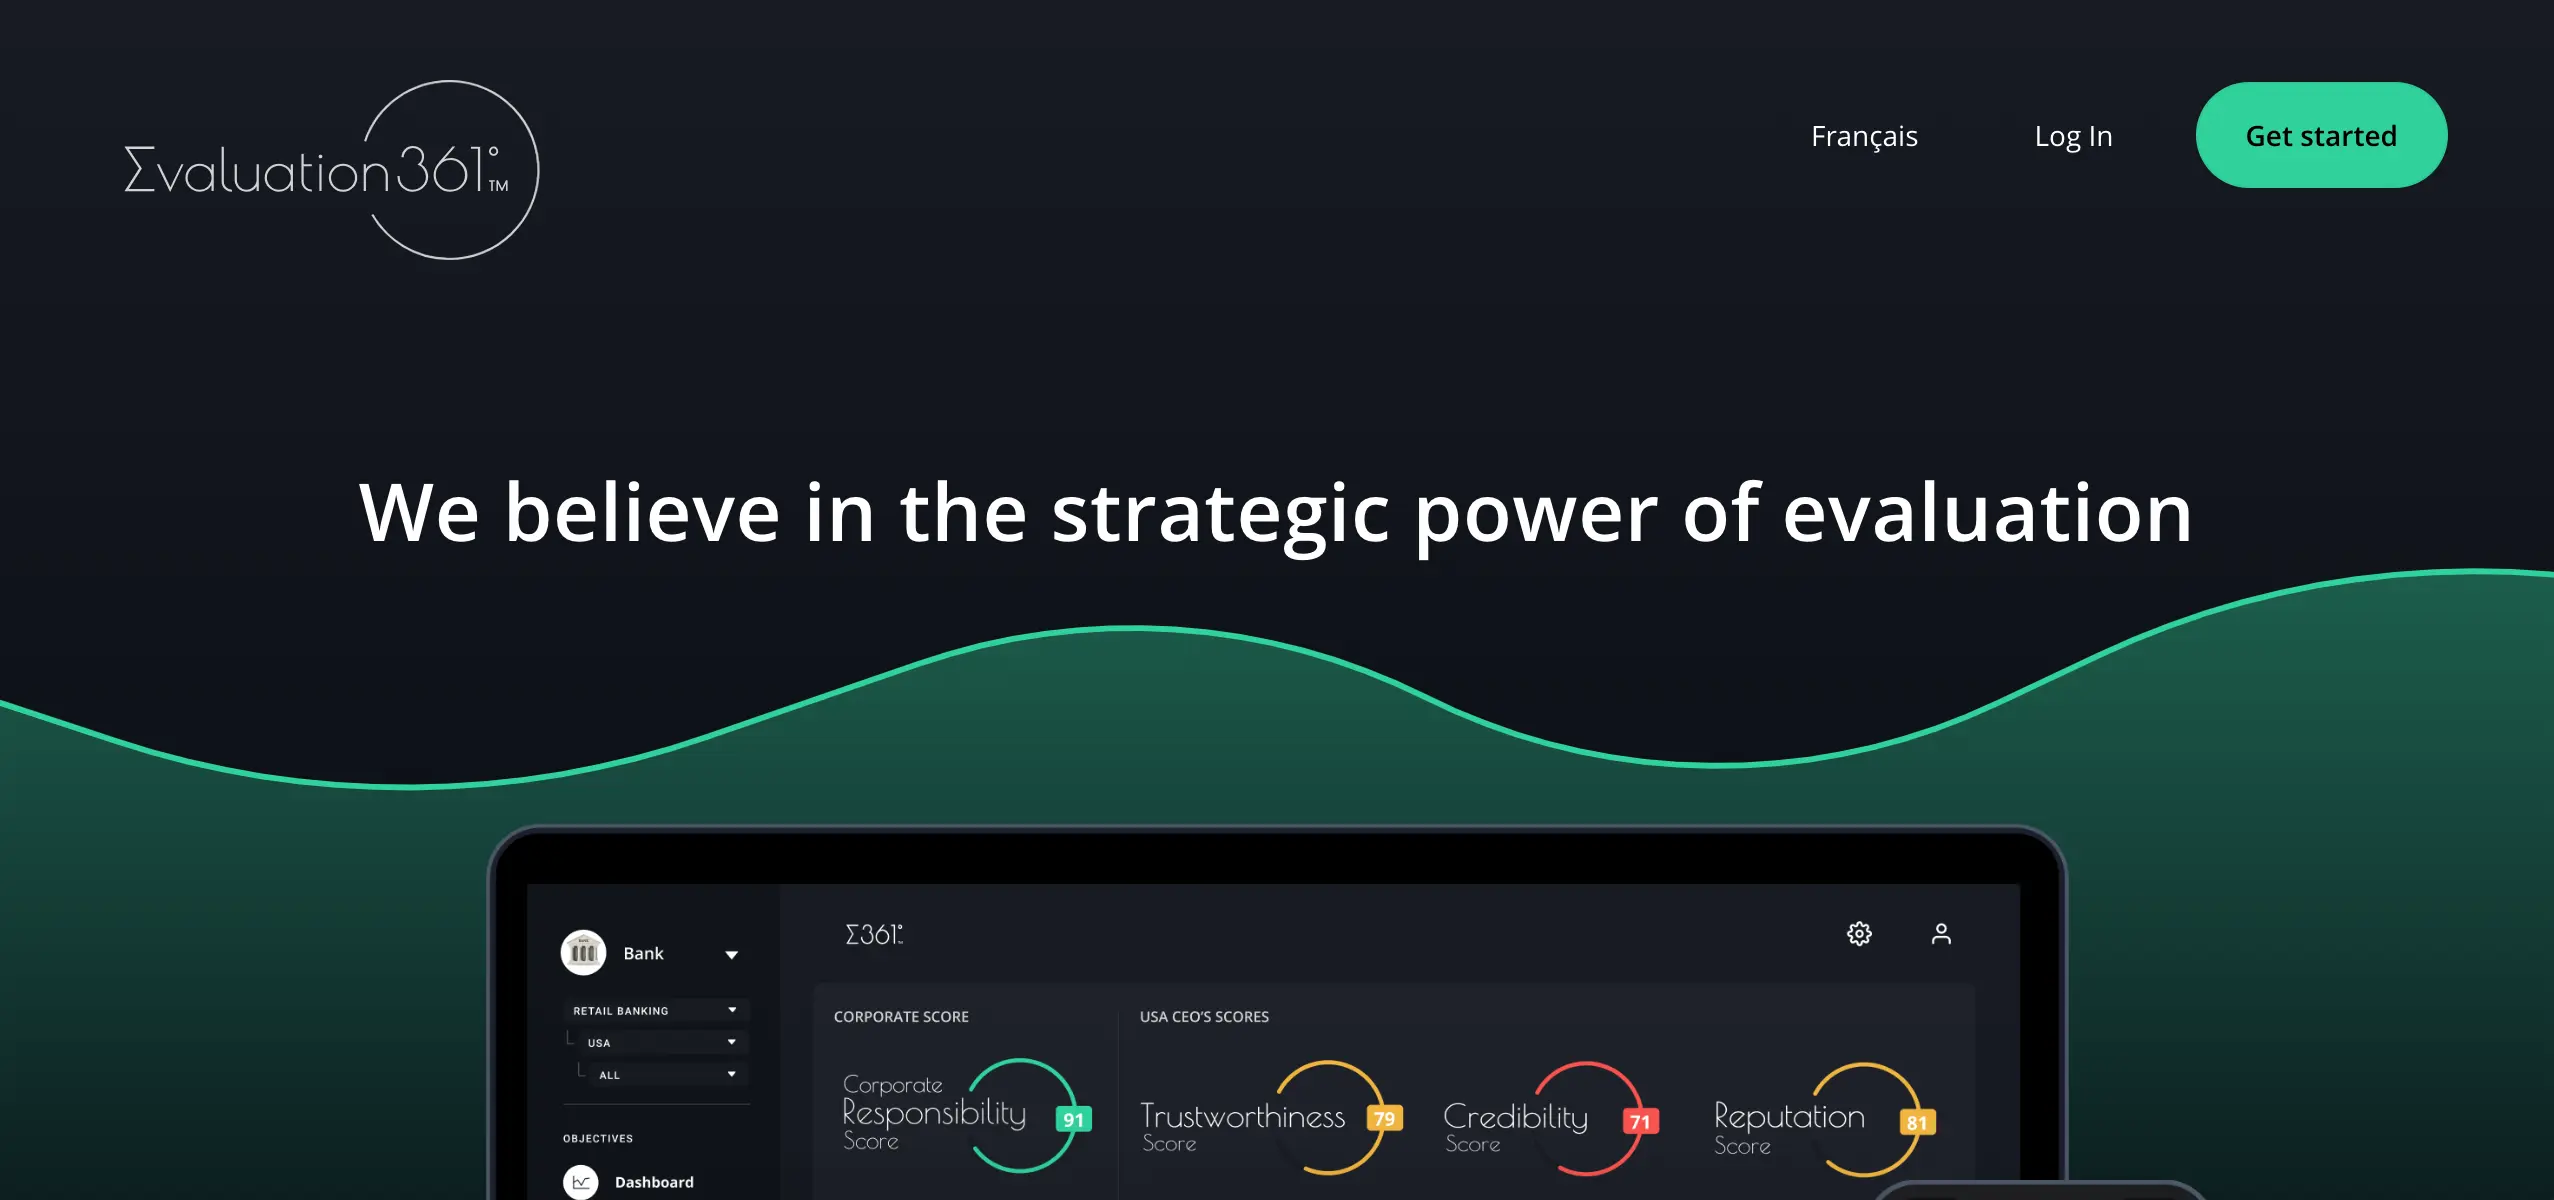 Σvaluation361°™
Français
Log In
Get started
We believe in the strategic power of evaluation
Bank
RETAIL BANKING
USA
ALL
OBJECTIVES
Dashboard
Σ361°
CORPORATE SCORE
Corporate
Responsibility
Score
91
USA CEO’S SCORES
Trustworthiness
Score
79
Credibility
Score
71
Reputation
Score
81